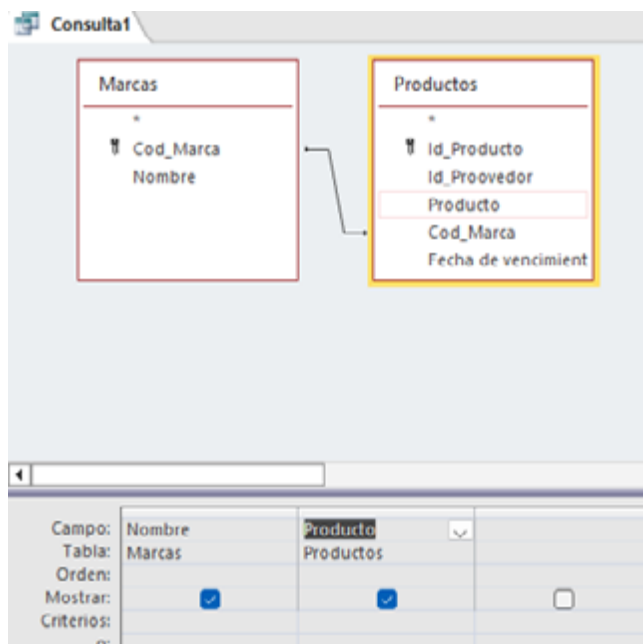 Consulta1
Marcas
*
Cod_Marca
Nombre
Productos
*
Id_Producto
Id_Proovedor
Producto
Cod_Marca
Fecha de vencimient
Campo: Nombre Producto
Tabla: Marcas Productos
Orden:
Mostrar:
Criterios: